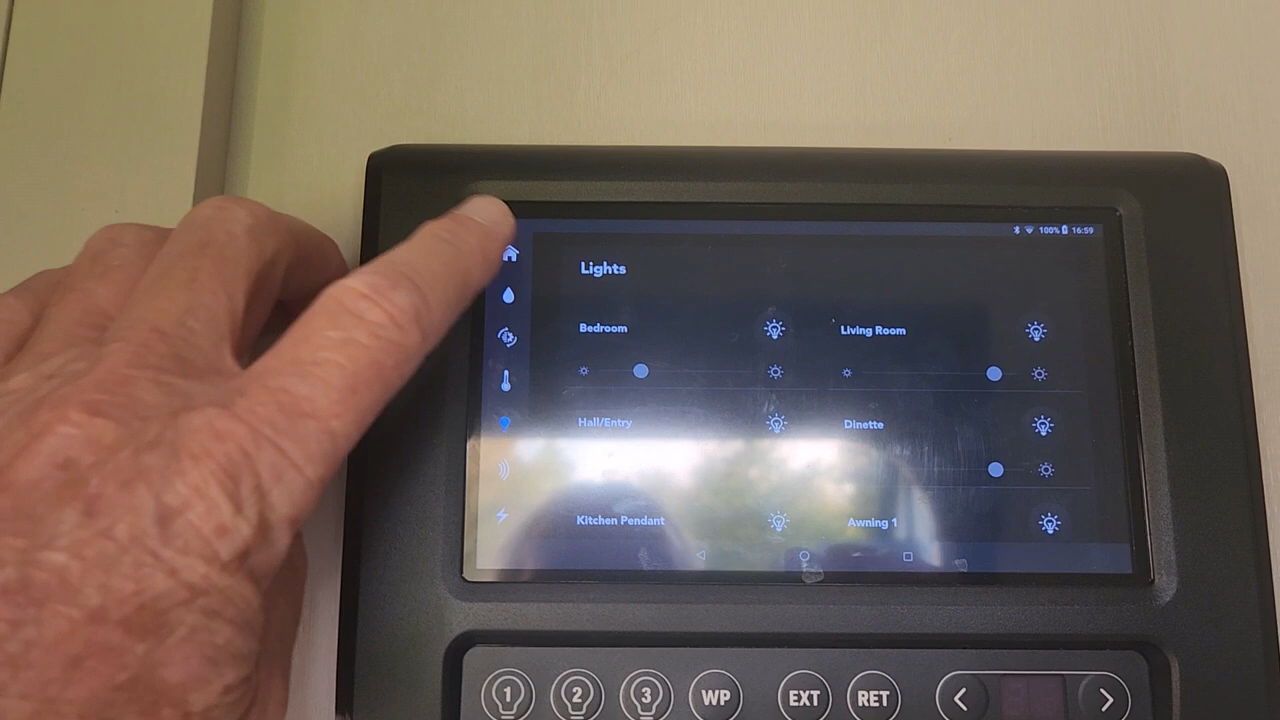 100% 16:59
Lights
Bedroom
Living Room
Hall/Entry
Dinette
Kitchen Pendant
Awning 1
1 2 3 WP EXT RET < >